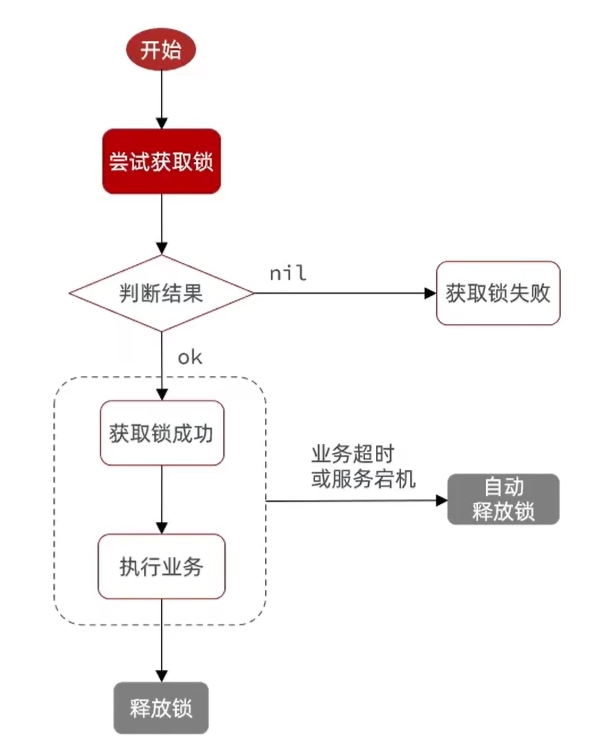 开始
尝试获取锁
判断结果
nil
获取锁失败
ok
获取锁成功
业务超时
或服务宕机
自动
释放锁
执行业务
释放锁